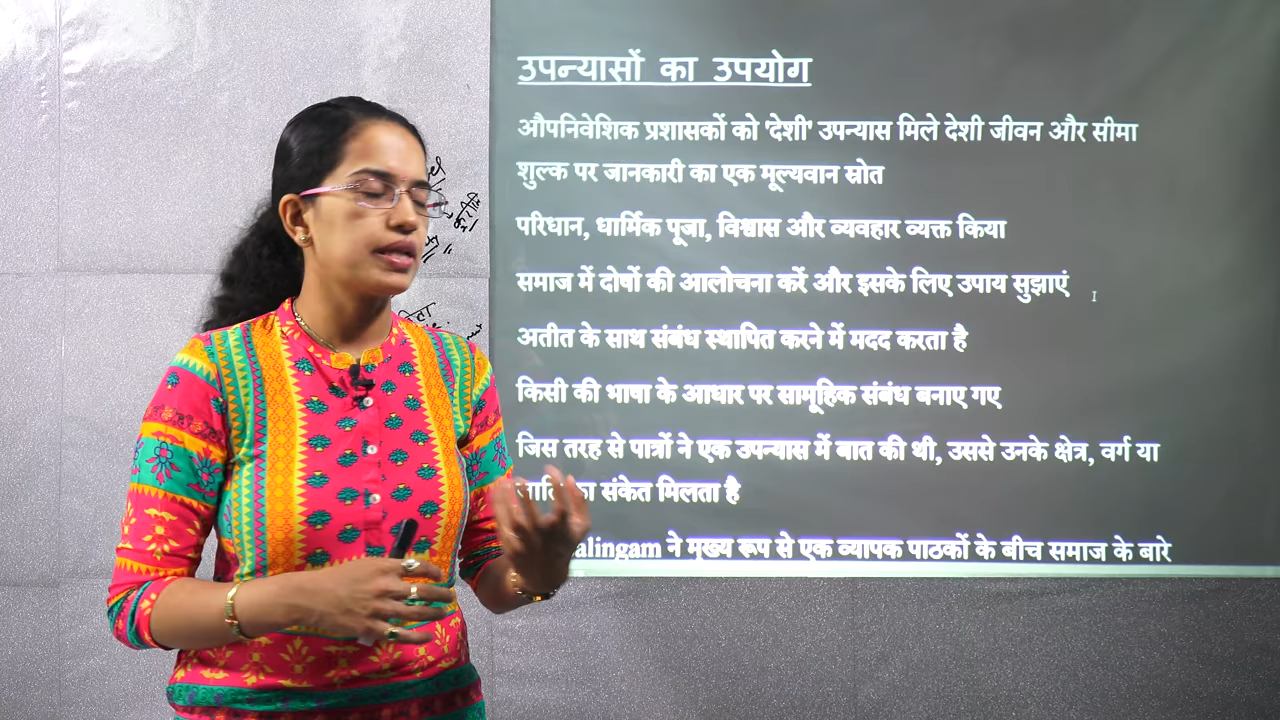 उपन्यासों का उपयोग
औपनिवेशिक प्रशासकों को 'देशी' उपन्यास मिले देशी जीवन और सीमा
शुल्क पर जानकारी का एक मूल्यवान स्रोत
परिधान, धार्मिक पूजा, विश्वास और व्यवहार व्यक्त किया
समाज में दोषों की आलोचना करें और इसके लिए उपाय सुझाएं
अतीत के साथ संबंध स्थापित करने में मदद करता है
किसी की भाषा के आधार पर सामूहिक संबंध बनाए गए
जिस तरह से पात्रों ने एक उपन्यास में बात की थी, उससे उनके क्षेत्र, वर्ग या
संकेत मिलता है
ने मुख्य रूप से एक व्यापक पाठकों के बीच समाज के बारे